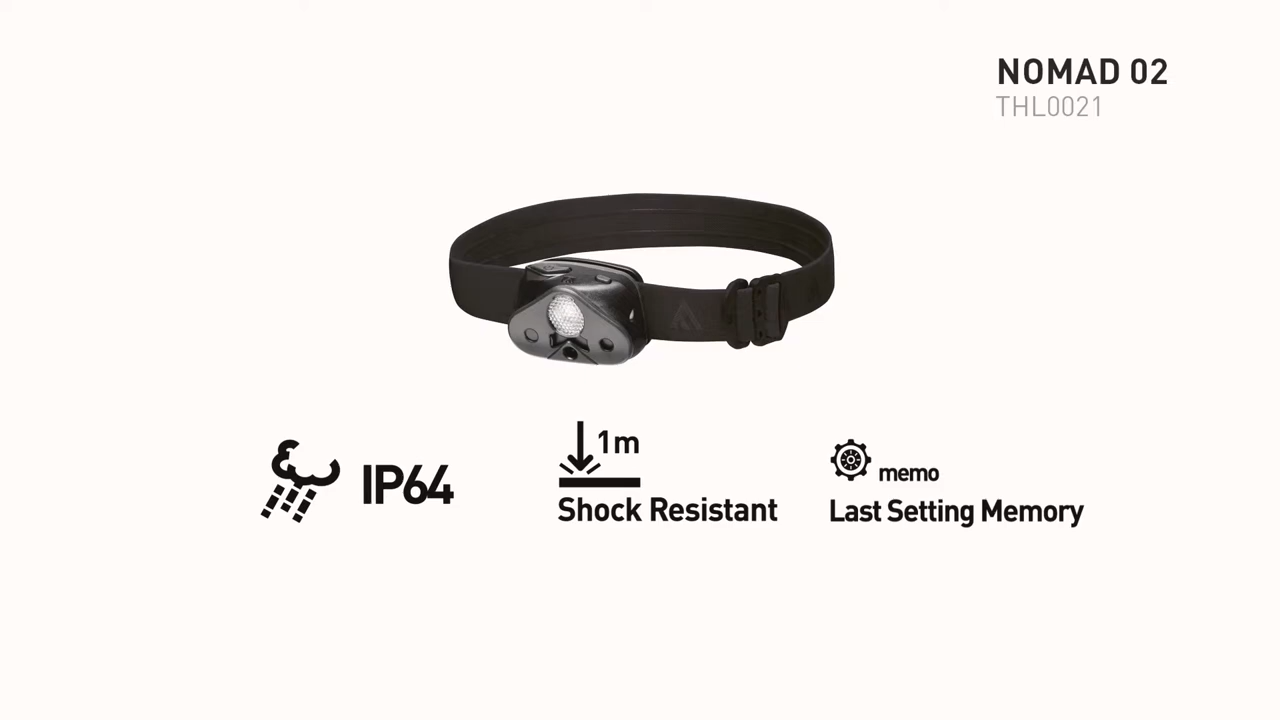 NOMAD 02
THL0021
IP64
1m
Shock Resistant
memo
Last Setting Memory